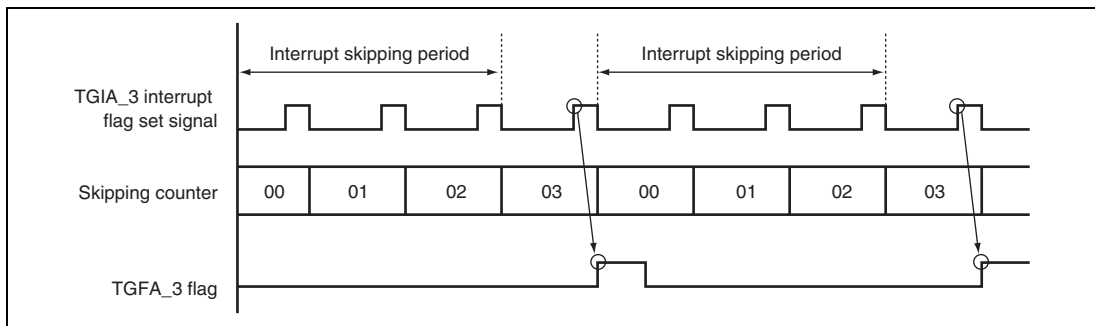 Interrupt skipping period Interrupt skipping period
TGIA_3 interrupt
flag set signal
Skipping counter 00 01 02 03 00 01 02 03
TGFA_3 flag